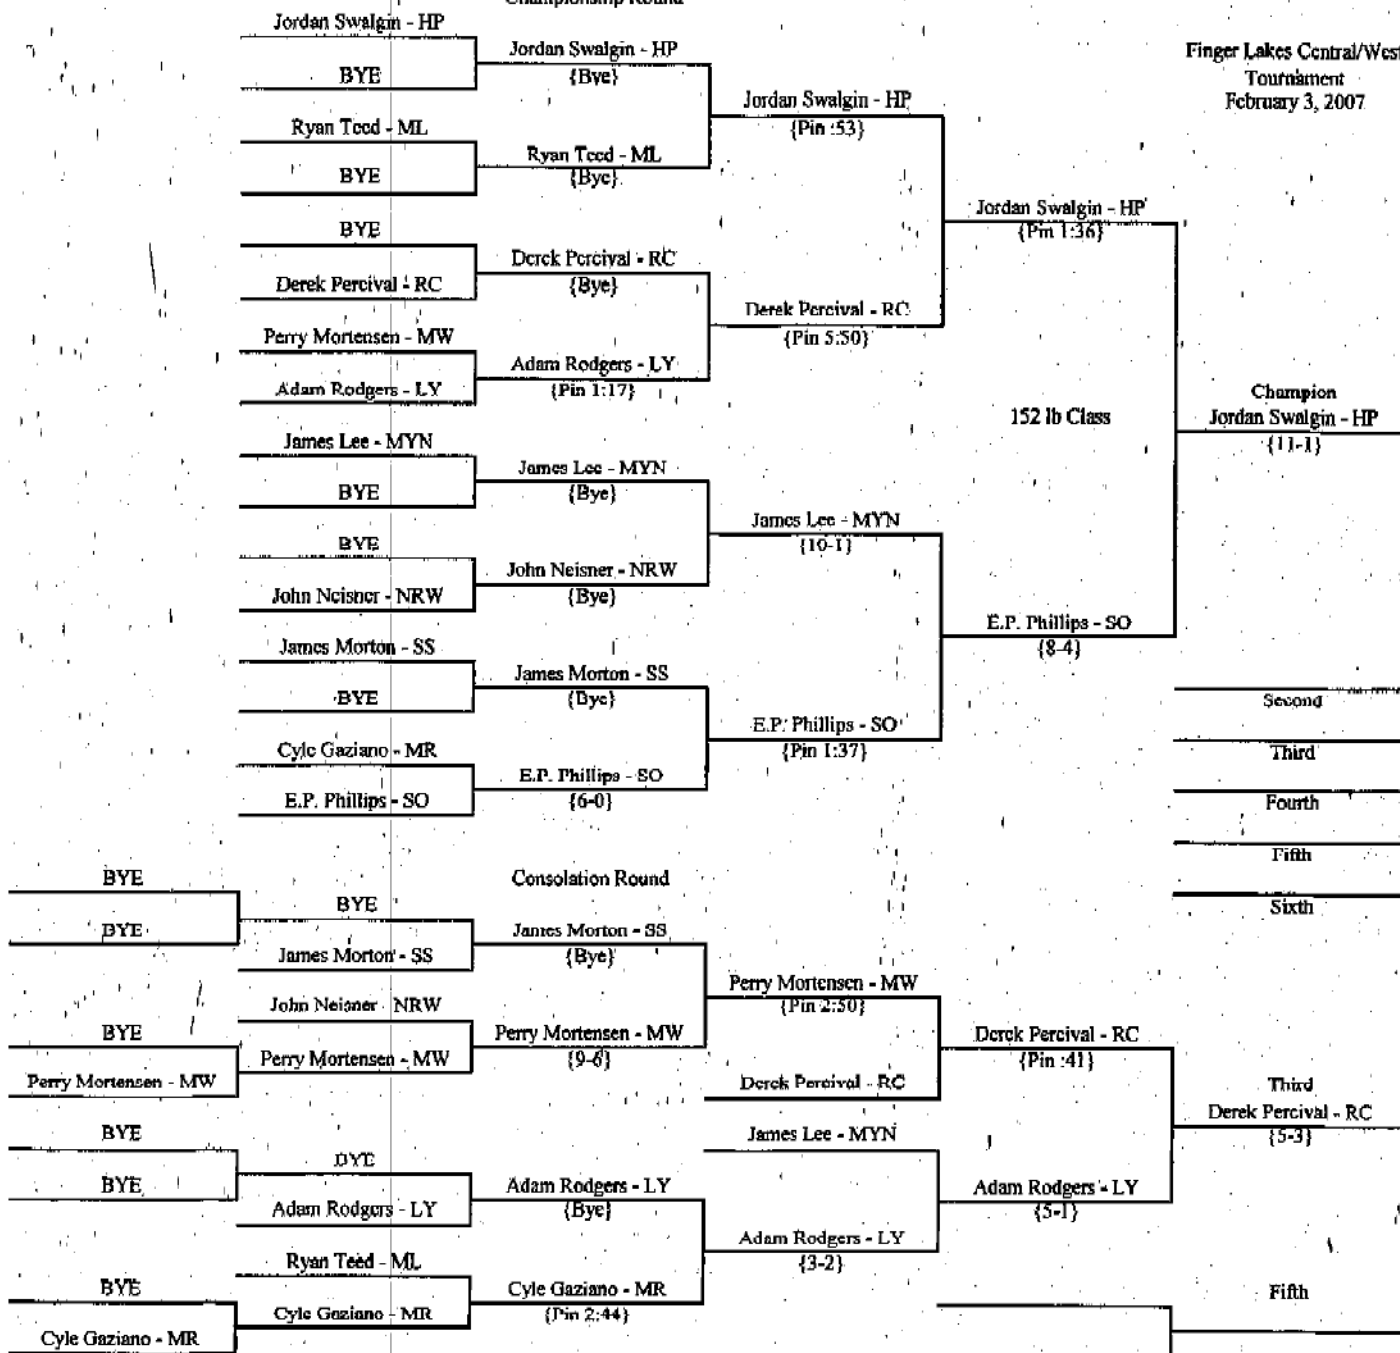 Championship Round
Jordan Swalgin - HP
BYE
Ryan Teed - ML
BYE
BYE
Derek Percival - RC
Perry Mortensen - MW
Adam Rodgers - LY
James Lee - MYN
BYE
BYE
John Neisner - NRW
James Morton - SS
BYE
Cyle Gaziano - MR
E.P. Phillips - SO
Jordan Swalgin - HP
{Bye}
Ryan Teed - ML
{Bye}
Derek Percival - RC
{Bye}
Adam Rodgers - LY
{Pin 1:17}
James Lee - MYN
{Bye}
John Neisner - NRW
{Bye}
James Morton - SS
{Bye}
E.P. Phillips - SO
{6-0}
Jordan Swalgin - HP
{Pin :53}
Derek Percival - RC
{Pin 5:50}
James Lee - MYN
{10-1}
E.P. Phillips - SO
{Pin 1:37}
Jordan Swalgin - HP
{Pin 1:36}
152 lb Class
E.P. Phillips - SO
{8-4}
Finger Lakes Central/West
Tournament
February 3, 2007
Champion
Jordan Swalgin - HP
{11-1}
Second
Third
Fourth
Fifth
Sixth
Consolation Round
BYE
BYE
BYE
Perry Mortensen - MW
BYE
BYE
BYE
Cyle Gaziano - MR
BYE
James Morton - SS
John Neisner - NRW
Perry Mortensen - MW
BYE
Adam Rodgers - LY
Ryan Teed - ML
Cyle Gaziano - MR
James Morton - SS
{Bye}
Perry Mortensen - MW
{9-6}
Adam Rodgers - LY
{Bye}
Cyle Gaziano - MR
{Pin 2:44}
Perry Mortensen - MW
{Pin 2:50}
Derek Percival - RC
James Lee - MYN
Adam Rodgers - LY
{3-2}
Derek Percival - RC
{Pin :41}
Adam Rodgers - LY
{5-1}
Third
Derek Percival - RC
{5-3}
Fifth